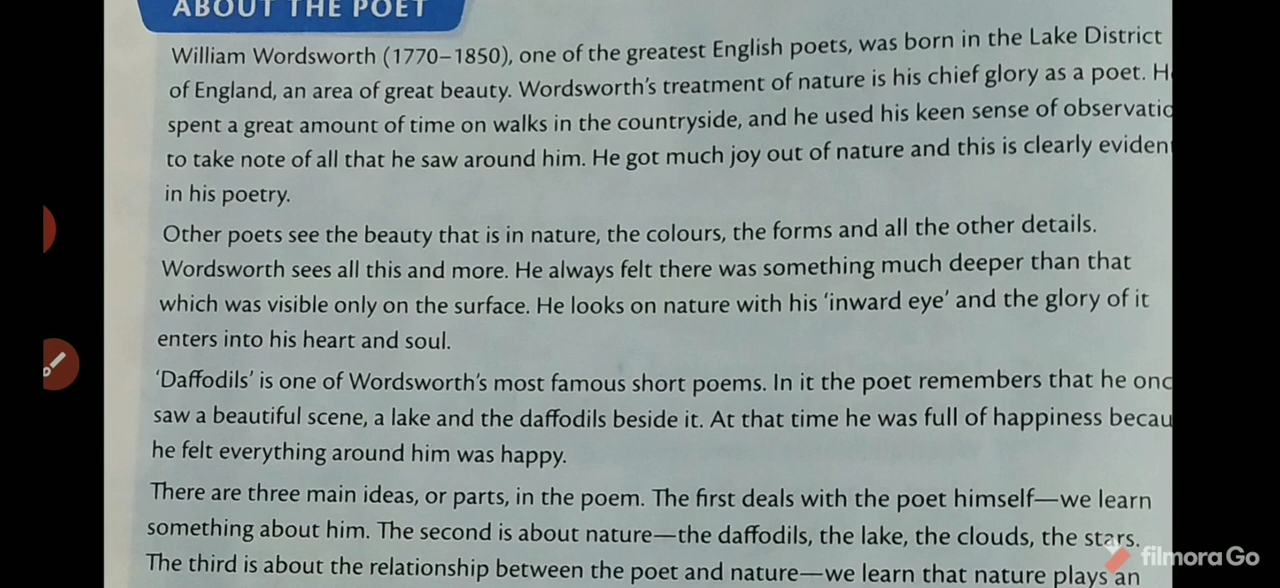 ABOUT THE POET
William Wordsworth (1770–1850), one of the greatest English poets, was born in the Lake District
of England, an area of great beauty. Wordsworth's treatment of nature is his chief glory as a poet. H
spent a great amount of time on walks in the countryside, and he used his keen sense of observatio
to take note of all that he saw around him. He got much joy out of nature and this is clearly eviden
in his poetry.
Other poets see the beauty that is in nature, the colours, the forms and all the other details.
Wordsworth sees all this and more. He always felt there was something much deeper than that
which was visible only on the surface. He looks on nature with his 'inward eye' and the glory of it
enters into his heart and soul.
'Daffodils' is one of Wordsworth's most famous short poems. In it the poet remembers that he onc
saw a beautiful scene, a lake and the daffodils beside it. At that time he was full of happiness becau
he felt everything around him was happy.
There are three main ideas, or parts, in the poem. The first deals with the poet himself—we learn
something about him. The second is about nature—the daffodils, the lake, the clouds, the stars.
The third is about the relationship between the poet and nature—we learn that nature plays an
filmora Go